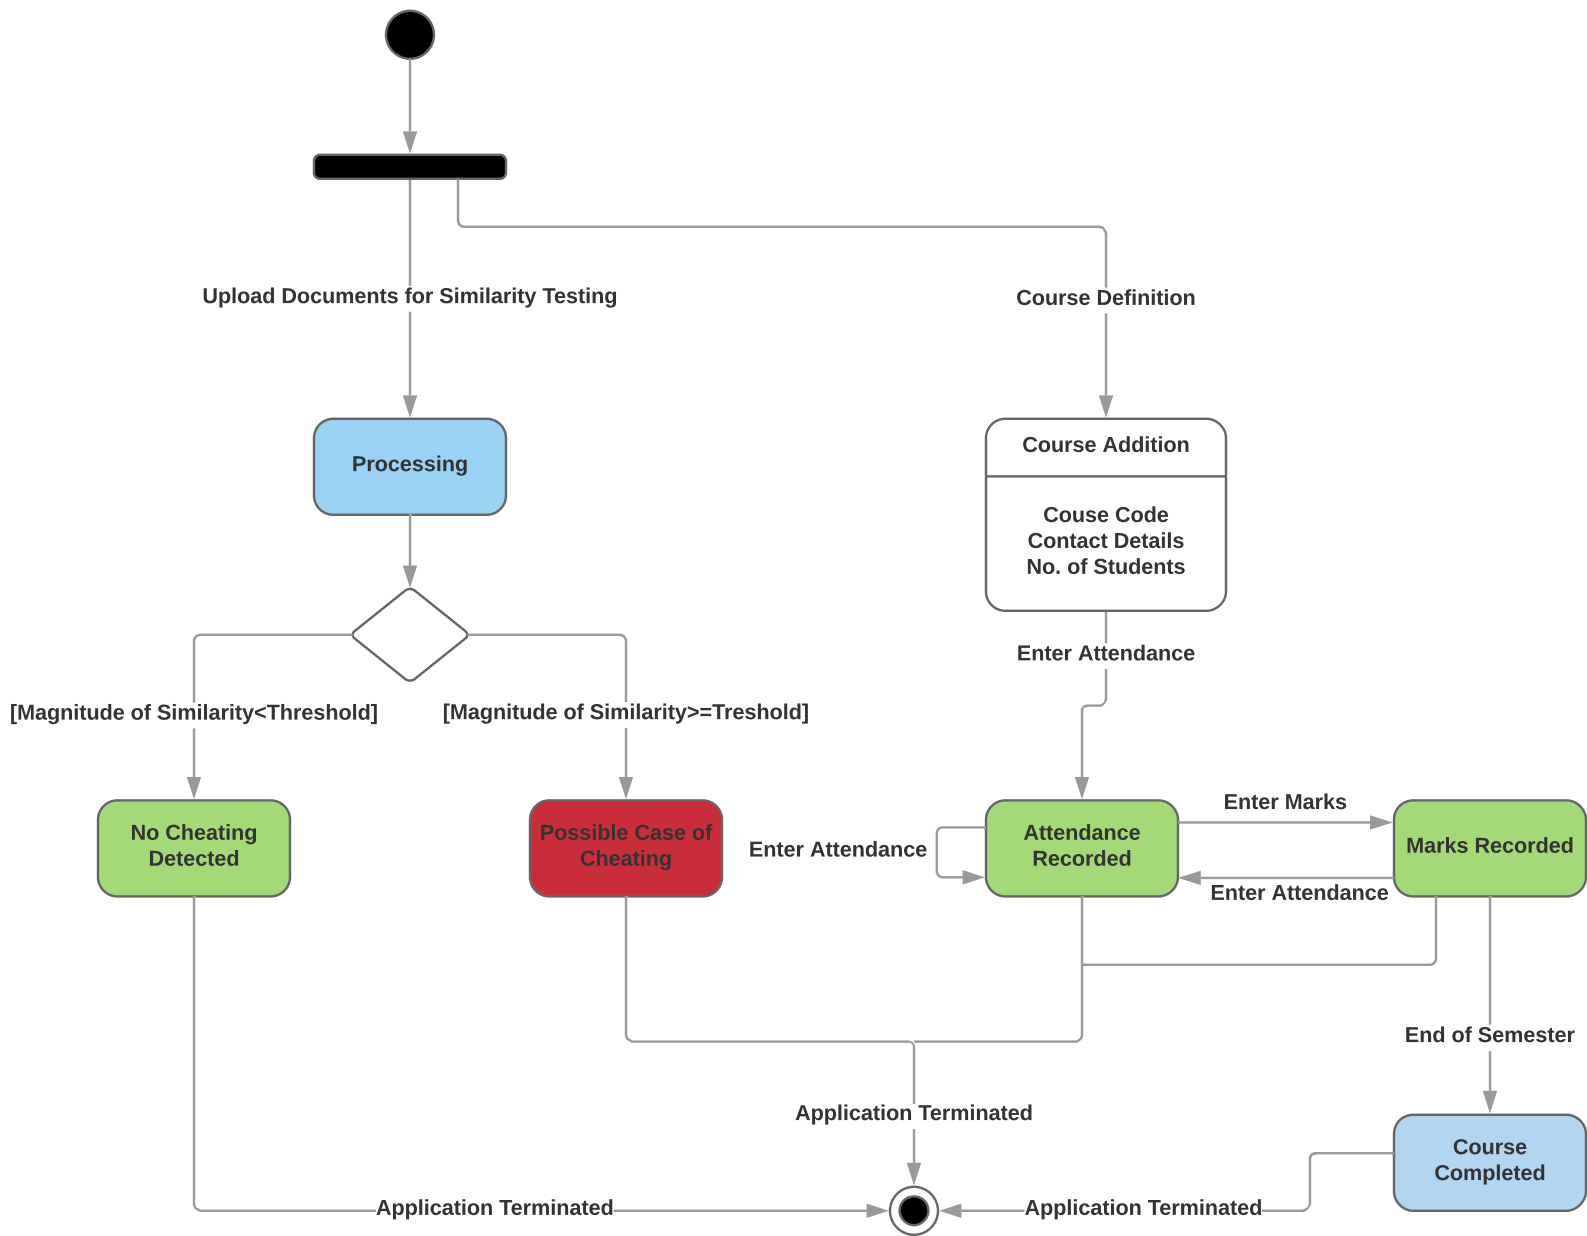 Upload Documents for Similarity Testing
Course Definition
Processing
Course Addition
Couse Code
Contact Details
No. of Students
Enter Attendance
[Magnitude of Similarity<Threshold]
[Magnitude of Similarity>=Treshold]
No Cheating
Detected
Possible Case of
Cheating
Enter Attendance
Attendance
Recorded
Enter Marks
Marks Recorded
Enter Attendance
End of Semester
Application Terminated
Course
Completed
Application Terminated
Application Terminated